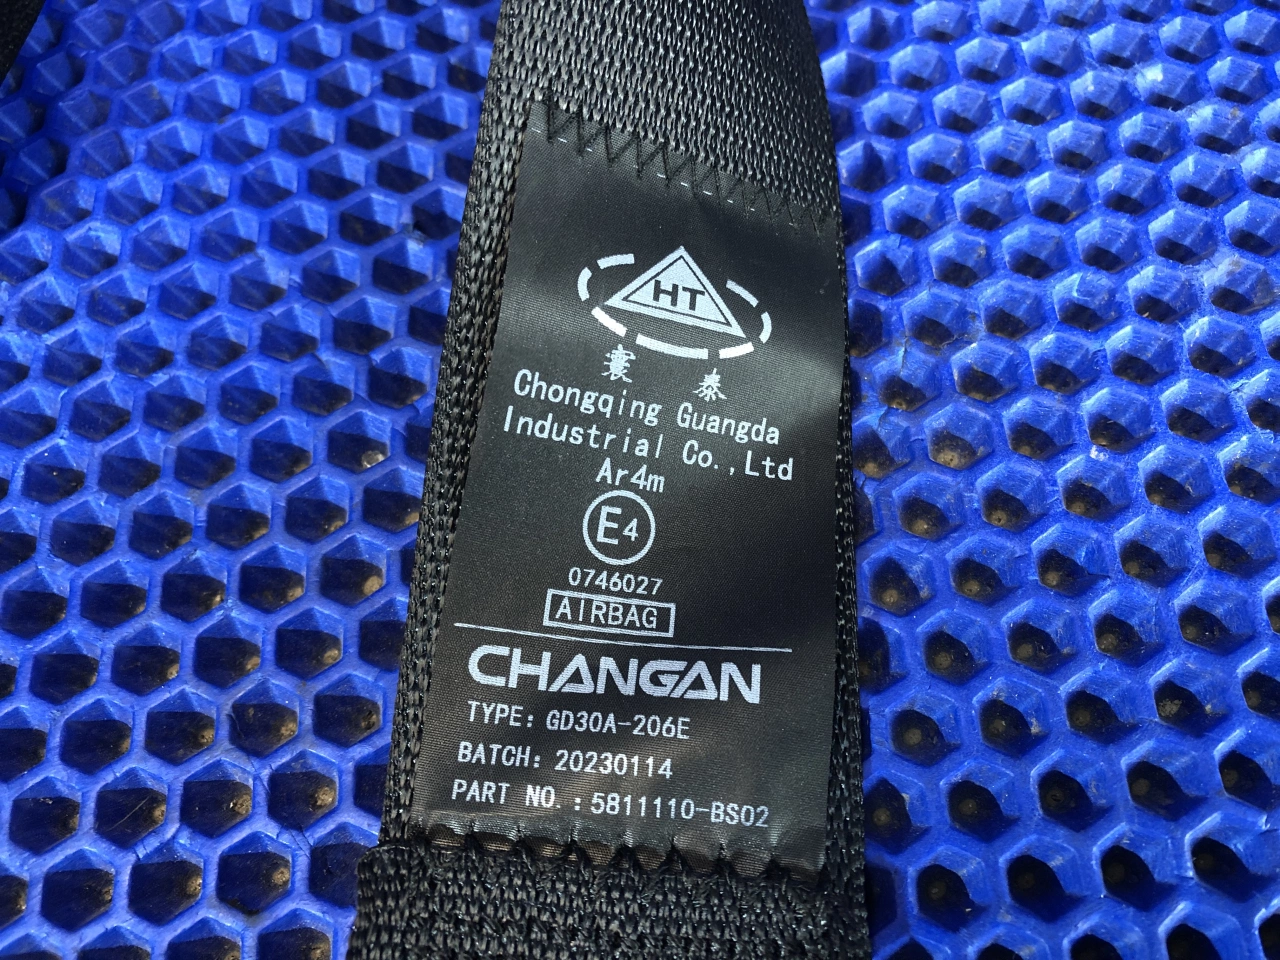 HT
寰泰
Chongqing Guangda
Industrial Co.,Ltd
Ar4m
E4
0746027
AIRBAG
CHANGAN
TYPE: GD30A-206E
BATCH: 20230114
PART NO.: 5811110-BS02